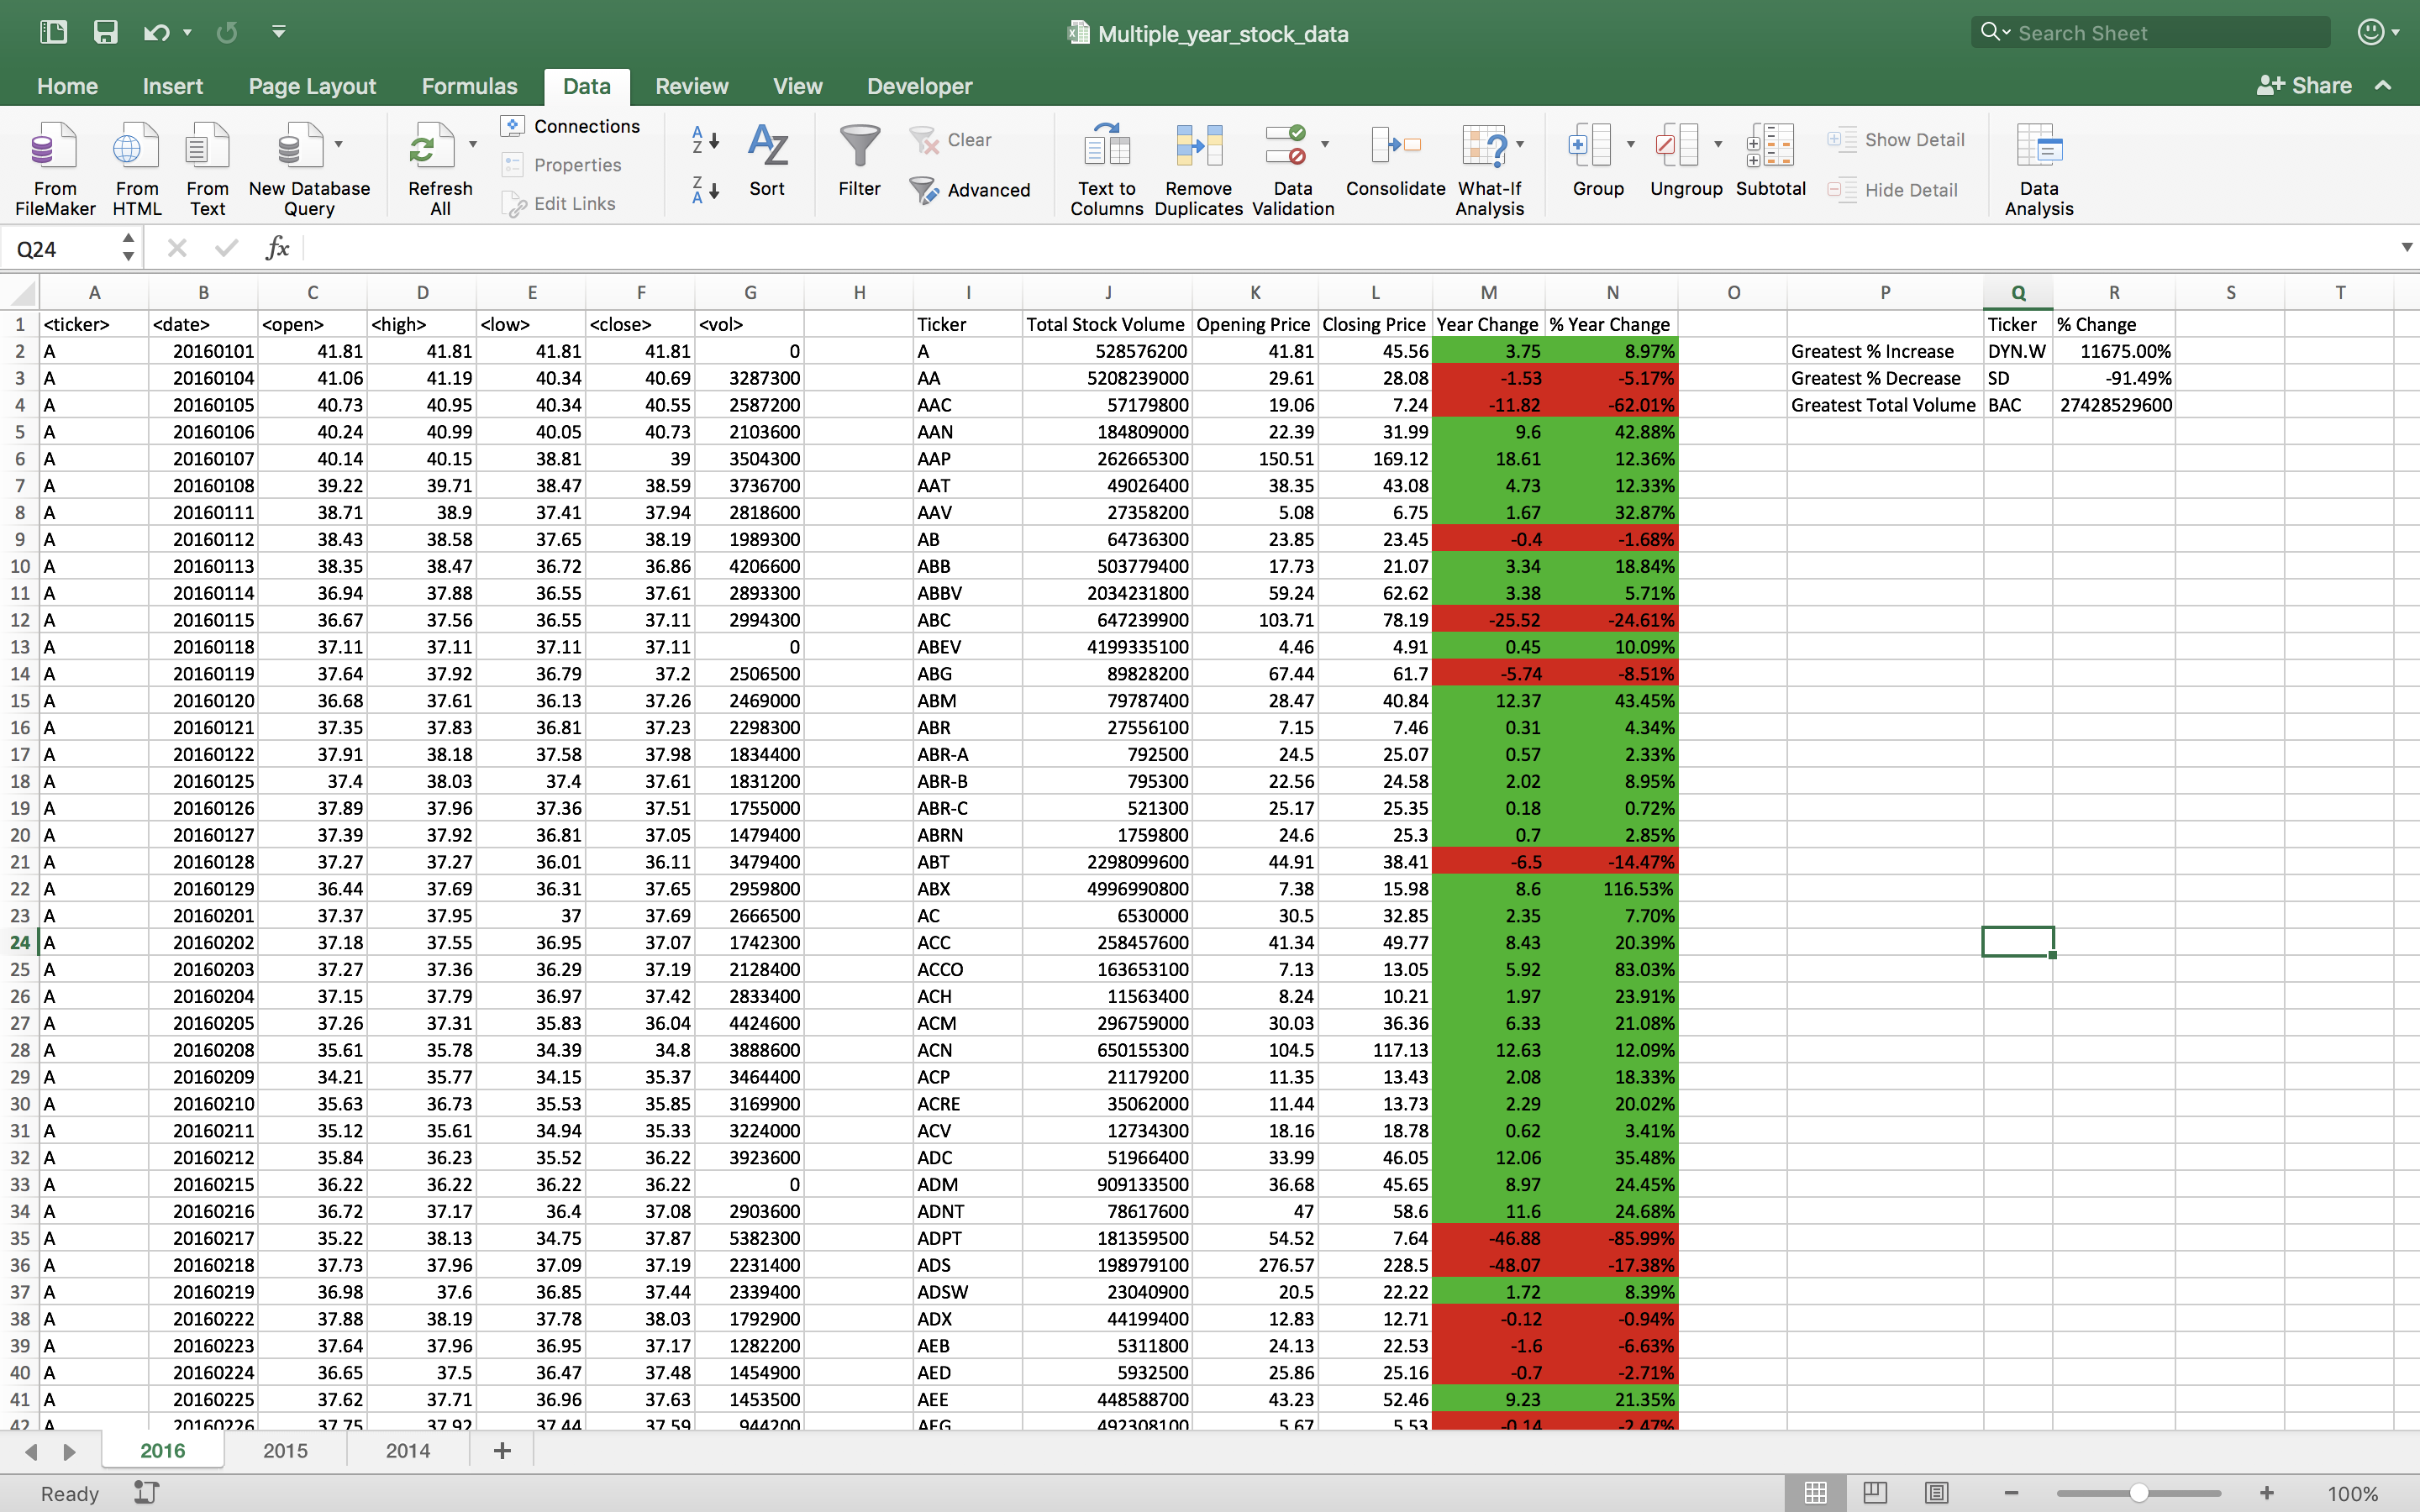 Multiple_year_stock_data
Search Sheet
Home Insert Page Layout Formulas Data Review View Developer Share
From FileMaker From HTML From Text New Database Query Refresh All Connections Properties Edit Links Sort Filter Clear Advanced Text to Columns Remove Duplicates Data Validation Consolidate What-If Analysis Group Ungroup Subtotal Show Detail Hide Detail Data Analysis
Q24 fx
A B C D E F G H I J K L M N O P Q R S T
1 <ticker> <date> <open> <high> <low> <close> <vol> Ticker Total Stock Volume Opening Price Closing Price Year Change % Year Change Ticker % Change
2 A 20160101 41.81 41.81 41.81 41.81 0 A 528576200 41.81 45.56 3.75 8.97% Greatest % Increase DYN.W 11675.00%
3 A 20160104 41.06 41.19 40.34 40.69 3287300 AA 5208239000 29.61 28.08 -1.53 -5.17% Greatest % Decrease SD -91.49%
4 A 20160105 40.73 40.95 40.34 40.55 2587200 AAC 57179800 19.06 7.24 -11.82 -62.01% Greatest Total Volume BAC 27428529600
5 A 20160106 40.24 40.99 40.05 40.73 2103600 AAN 184809000 22.39 31.99 9.6 42.88%
6 A 20160107 40.14 40.15 38.81 39 3504300 AAP 262665300 150.51 169.12 18.61 12.36%
7 A 20160108 39.22 39.71 38.47 38.59 3736700 AAT 49026400 38.35 43.08 4.73 12.33%
8 A 20160111 38.71 38.9 37.41 37.94 2818600 AAV 27358200 5.08 6.75 1.67 32.87%
9 A 20160112 38.43 38.58 37.65 38.19 1989300 AB 64736300 23.85 23.45 -0.4 -1.68%
10 A 20160113 38.35 38.47 36.72 36.86 4206600 ABB 503779400 17.73 21.07 3.34 18.84%
11 A 20160114 36.94 37.88 36.55 37.61 2893300 ABBV 2034231800 59.24 62.62 3.38 5.71%
12 A 20160115 36.67 37.56 36.55 37.11 2994300 ABC 647239900 103.71 78.19 -25.52 -24.61%
13 A 20160118 37.11 37.11 37.11 37.11 0 ABEV 4199335100 4.46 4.91 0.45 10.09%
14 A 20160119 37.64 37.92 36.79 37.2 2506500 ABG 89828200 67.44 61.7 -5.74 -8.51%
15 A 20160120 36.68 37.61 36.13 37.26 2469000 ABM 79787400 28.47 40.84 12.37 43.45%
16 A 20160121 37.35 37.83 36.81 37.23 2298300 ABR 27556100 7.15 7.46 0.31 4.34%
17 A 20160122 37.91 38.18 37.58 37.98 1834400 ABR-A 792500 24.5 25.07 0.57 2.33%
18 A 20160125 37.4 38.03 37.4 37.61 1831200 ABR-B 795300 22.56 24.58 2.02 8.95%
19 A 20160126 37.89 37.96 37.36 37.51 1755000 ABR-C 521300 25.17 25.35 0.18 0.72%
20 A 20160127 37.39 37.92 36.81 37.05 1479400 ABRN 1759800 24.6 25.3 0.7 2.85%
21 A 20160128 37.27 37.27 36.01 36.11 3479400 ABT 2298099600 44.91 38.41 -6.5 -14.47%
22 A 20160129 36.44 37.69 36.31 37.65 2959800 ABX 4996990800 7.38 15.98 8.6 116.53%
23 A 20160201 37.37 37.95 37 37.69 2666500 AC 6530000 30.5 32.85 2.35 7.70%
24 A 20160202 37.18 37.55 36.95 37.07 1742300 ACC 258457600 41.34 49.77 8.43 20.39%
25 A 20160203 37.27 37.36 36.29 37.19 2128400 ACCO 163653100 7.13 13.05 5.92 83.03%
26 A 20160204 37.15 37.79 36.97 37.42 2833400 ACH 11563400 8.24 10.21 1.97 23.91%
27 A 20160205 37.26 37.31 35.83 36.04 4424600 ACM 296759000 30.03 36.36 6.33 21.08%
28 A 20160208 35.61 35.78 34.39 34.8 3888600 ACN 650155300 104.5 117.13 12.63 12.09%
29 A 20160209 34.21 35.77 34.15 35.37 3464400 ACP 21179200 11.35 13.43 2.08 18.33%
30 A 20160210 35.63 36.73 35.53 35.85 3169900 ACRE 35062000 11.44 13.73 2.29 20.02%
31 A 20160211 35.12 35.61 34.94 35.33 3224000 ACV 12734300 18.16 18.78 0.62 3.41%
32 A 20160212 35.84 36.23 35.52 36.22 3923600 ADC 51966400 33.99 46.05 12.06 35.48%
33 A 20160215 36.22 36.22 36.22 36.22 0 ADM 909133500 36.68 45.65 8.97 24.45%
34 A 20160216 36.72 37.17 36.4 37.08 2903600 ADNT 78617600 47 58.6 11.6 24.68%
35 A 20160217 35.22 38.13 34.75 37.87 5382300 ADPT 181359500 54.52 7.64 -46.88 -85.99%
36 A 20160218 37.73 37.96 37.09 37.19 2231400 ADS 198979100 276.57 228.5 -48.07 -17.38%
37 A 20160219 36.98 37.6 36.85 37.44 2339400 ADSW 23040900 20.5 22.22 1.72 8.39%
38 A 20160222 37.88 38.19 37.78 38.03 1792900 ADX 44199400 12.83 12.71 -0.12 -0.94%
39 A 20160223 37.64 37.96 36.95 37.17 1282200 AEB 5311800 24.13 22.53 -1.6 -6.63%
40 A 20160224 36.65 37.5 36.47 37.48 1454900 AED 5932500 25.86 25.16 -0.7 -2.71%
41 A 20160225 37.62 37.71 36.96 37.63 1453500 AEE 448588700 43.23 52.46 9.23 21.35%
42 A 20160226 37.75 37.92 37.44 37.59 944200 AEG 492308100 5.67 5.53 -0.14 -2.47%
2016 2015 2014 +
Ready 100%